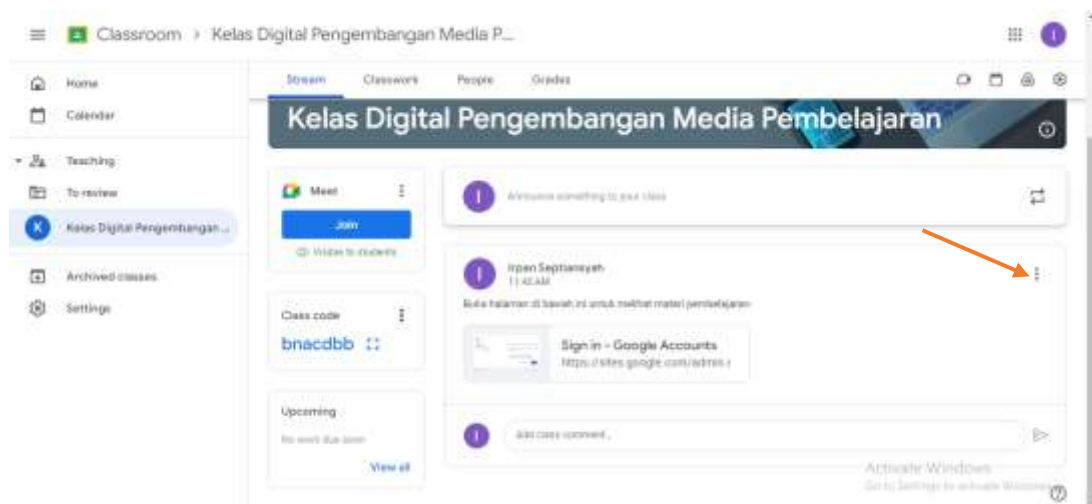 Classroom > Kelas Digital Pengembangan Media P...
I
Home
Calendar
Teaching
To review
K Kelas Digital Pengembangan ...
Archived classes
Settings
Stream Classwork People Grades
Kelas Digital Pengembangan Media Pembelajaran
Meet
Join
Visible to students
Class code
bnacdbb
Upcoming
No work due soon
View all
I Announce something to your class
I Irpan Septiansyah
11:42 AM
Buka halaman di bawah ini untuk melihat materi pembelajaran
Sign in - Google Accounts
https://sites.google.com/admin.
I Add class comment...
Activate Windows
Go to Settings to activate Windows.